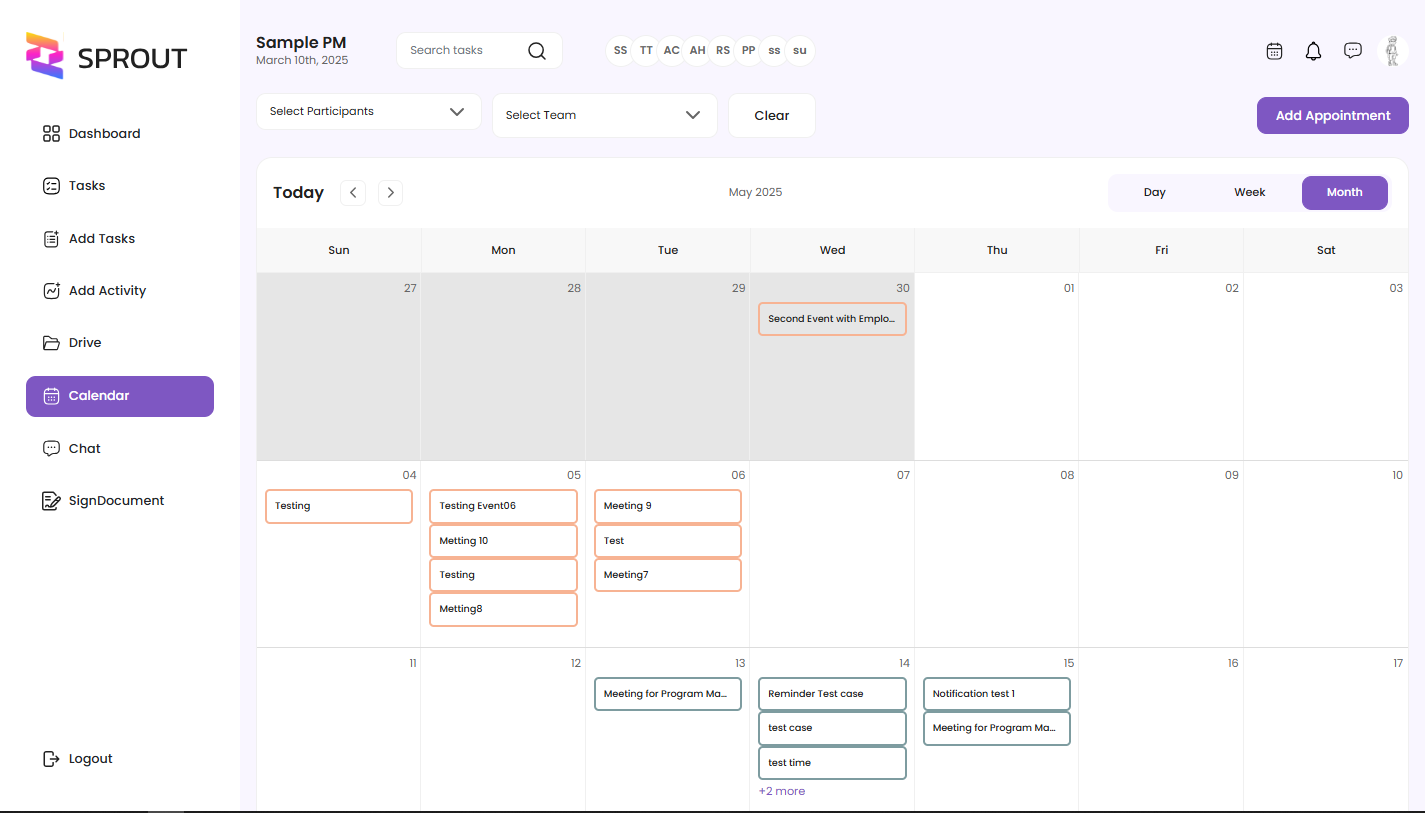 SPROUT
Dashboard
Tasks
Add Tasks
Add Activity
Drive
Calendar
Chat
SignDocument
Logout
Sample PM
March 10th, 2025
Search tasks
SS TT AC AH RS PP ss su
Select Participants
Select Team
Clear
Add Appointment
Today
May 2025
Day Week Month
Sun Mon Tue Wed Thu Fri Sat
27 28 29 30 01 02 03
Second Event with Emplo...
04 05 06 07 08 09 10
Testing Testing Event06 Meeting 9
Metting 10 Test
Testing Meeting7
Metting8
11 12 13 14 15 16 17
Meeting for Program Ma... Reminder Test case Notification test 1
test case Meeting for Program Ma...
test time
+2 more